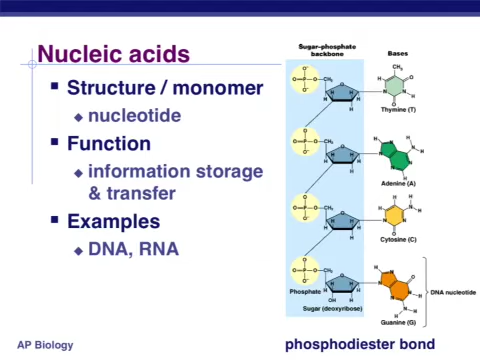 Nucleic acids
Structure / monomer
nucleotide
Function
information storage
& transfer
Examples
DNA, RNA
AP Biology
Sugar-phosphate
backbone
Bases
Thymine (T)
Adenine (A)
Cytosine (C)
Phosphate
Sugar (deoxyribose)
Guanine (G)
DNA nucleotide
phosphodiester bond